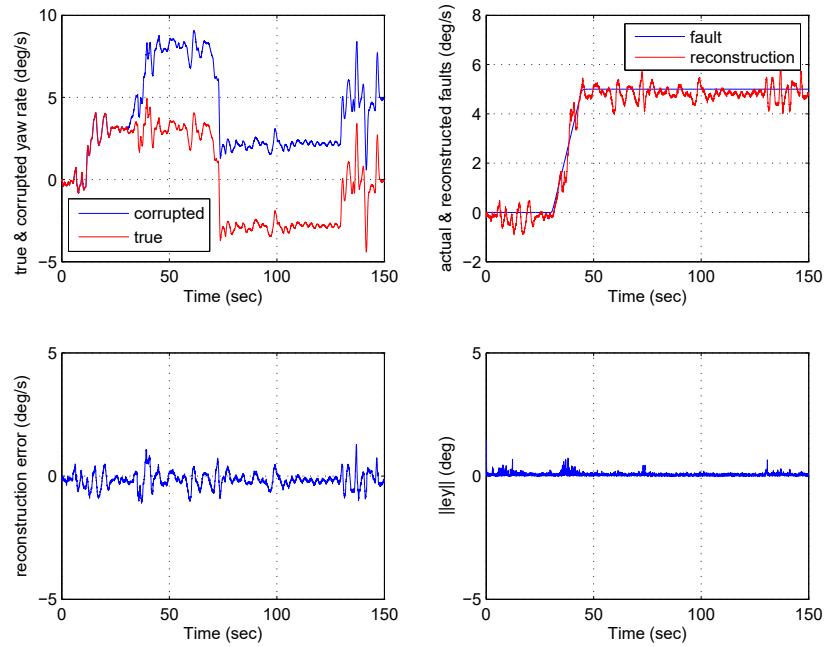 true & corrupted yaw rate (deg/s)
10
5
0
−5
0
50
100
150
Time (sec)
corrupted
true
actual & reconstructed faults (deg/s)
8
6
4
2
0
−2
0
50
100
150
Time (sec)
fault
reconstruction
reconstruction error (deg/s)
5
0
−5
0
50
100
150
Time (sec)
||ey|| (deg)
5
0
−5
0
50
100
150
Time (sec)